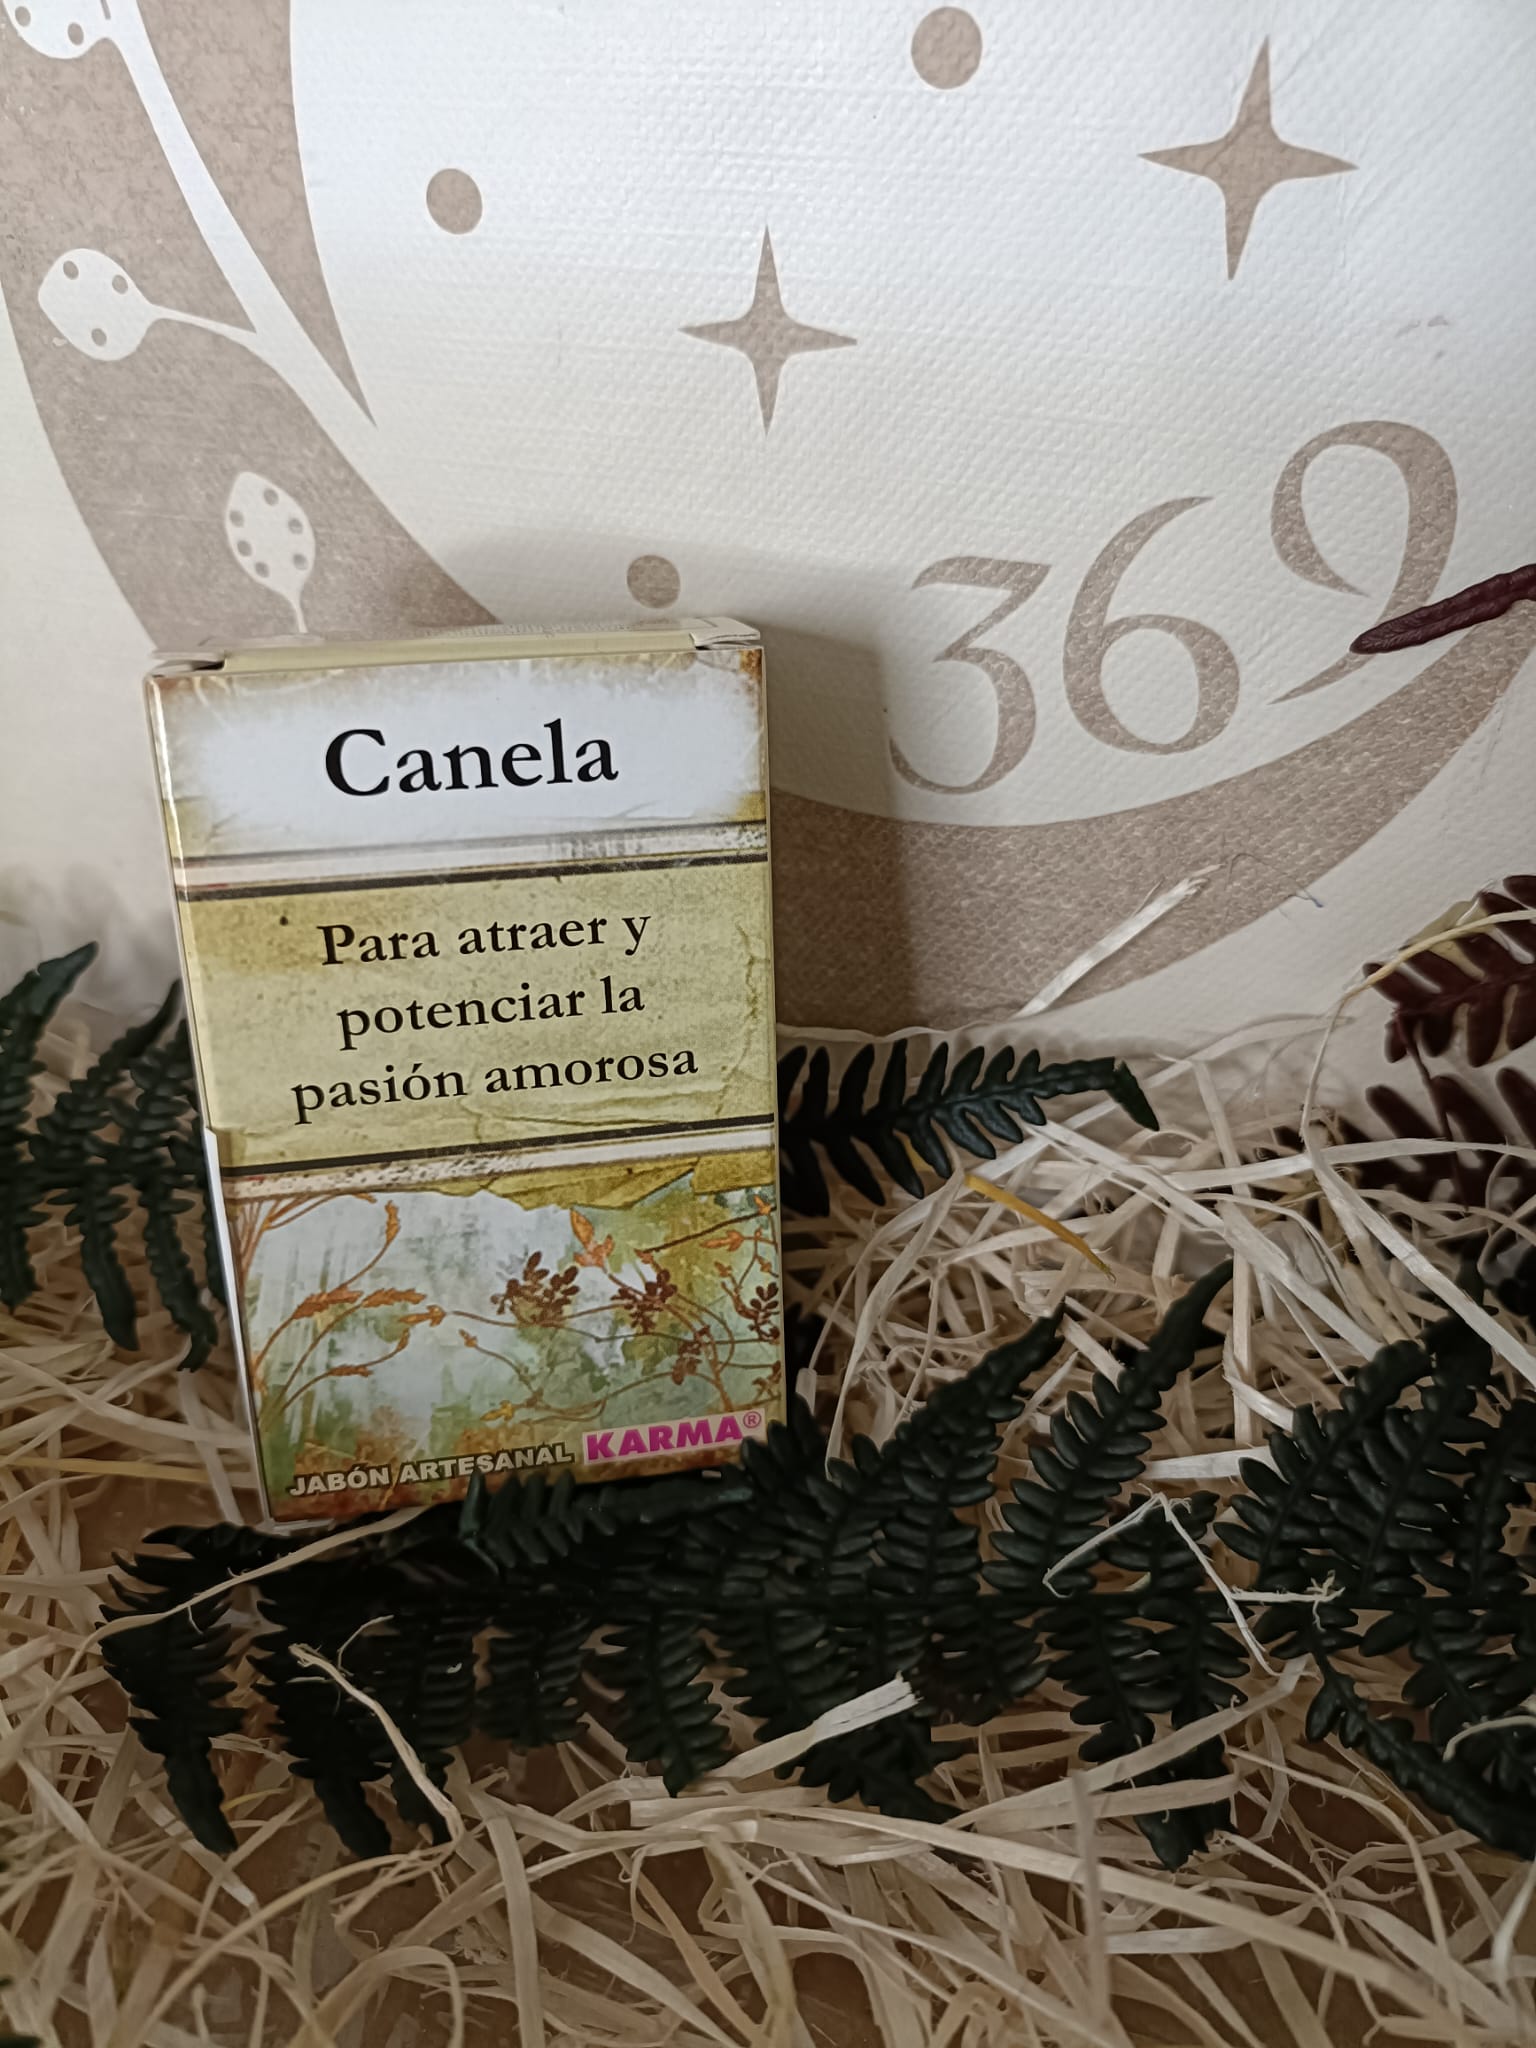 369
Canela
Para atraer y
potenciar la
pasión amorosa
JABÓN ARTESANAL KARMA®